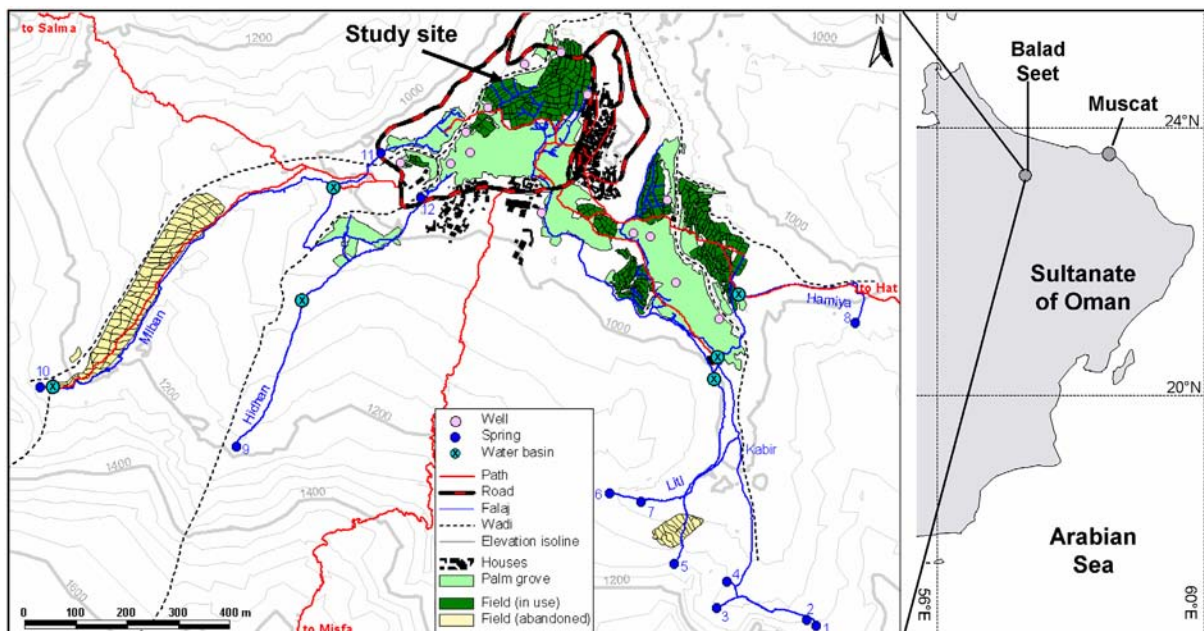 to Salma
1200
Study site
N
1000
1000
11
12
Hamiya
to Hat
8
1000
Mlban
10
1200
Hidhan
9
1200
1400
1400
1600
1200
Kabir
Litl
6
7
5
4
3
2
1
Well
Spring
Water basin
Path
Road
Falaj
Wadi
Elevation isoline
Houses
Palm grove
Field (in use)
Field (abandoned)
0 100 200 300 400 m
to Misfa
Balad
Seet
Muscat
24°N
Sultanate
of Oman
20°N
Arabian
Sea
56°E
60°E